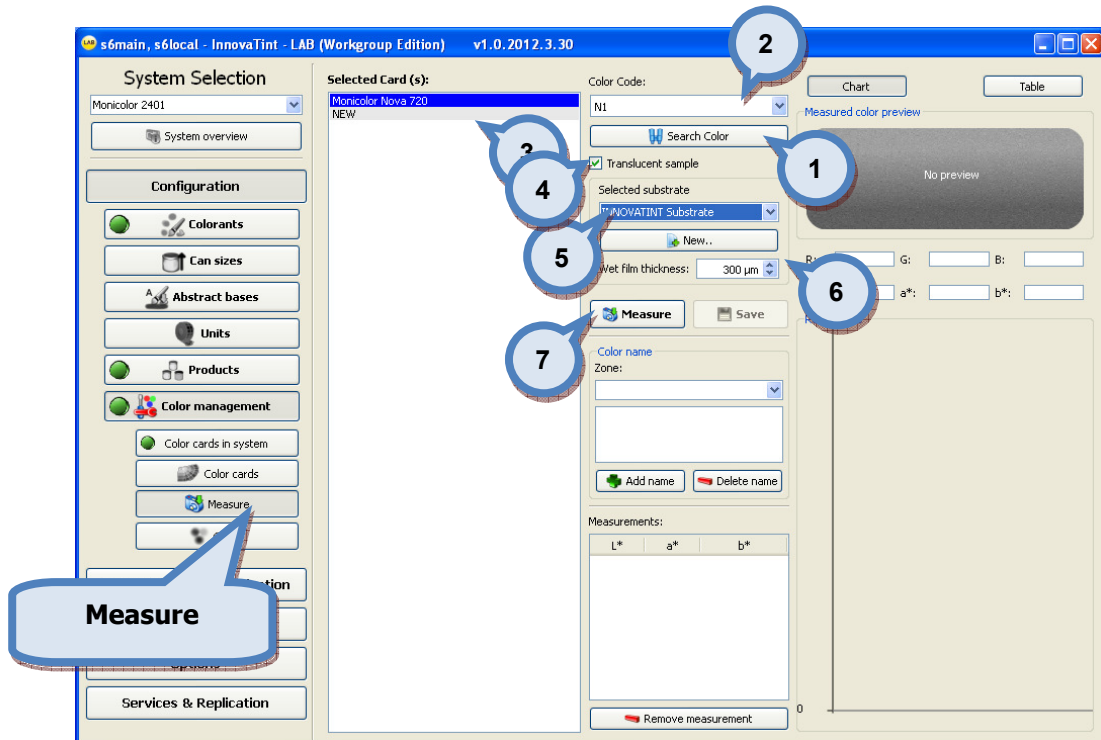 s6main, s6local - InnovaTint - LAB (Workgroup Edition) v1.0.2012.3.30
System Selection
Monicolor 2401
System overview
Configuration
Colorants
Can sizes
Abstract bases
Units
Products
Color management
Color cards in system
Color cards
Measure
Measure
Services & Replication
Selected Card (s):
Monicolor Nova 720
NEW
Color Code:
N1
Search Color
Translucent sample
Selected substrate
INNOVATINT Substrate
New..
Wet film thickness: 300 µm
Measure Save
Color name
Zone:
Add name Delete name
Measurements:
L* a* b*
Remove measurement
Chart Table
Measured color preview
No preview
R: G: B:
a*: b*:
0
1
2
3
4
5
6
7